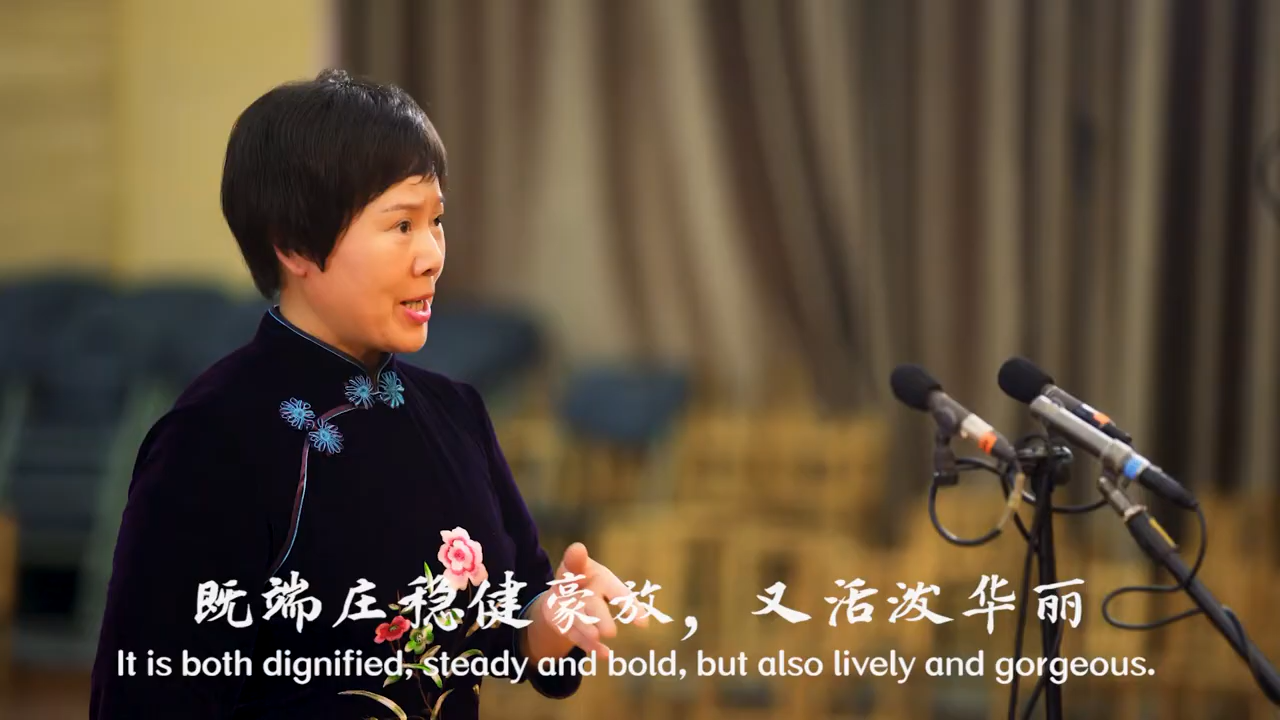 既端庄稳健豪放，又活泼华丽
It is both dignified, steady and bold, but also lively and gorgeous.